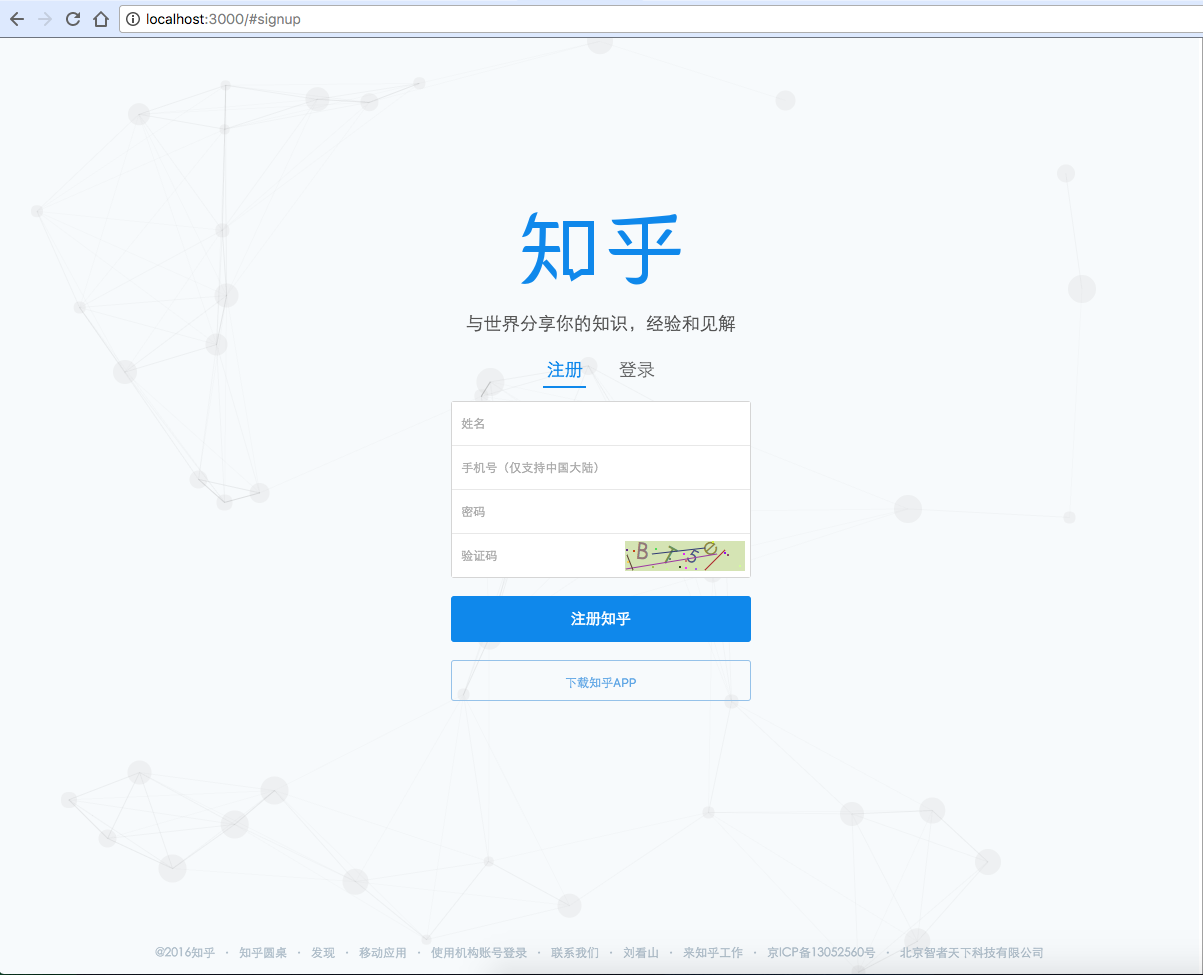 localhost:3000/#signup
知乎
与世界分享你的知识，经验和见解
注册 登录
姓名
手机号（仅支持中国大陆）
密码
验证码
注册知乎
下载知乎APP
@2016知乎 · 知乎圆桌 · 发现 · 移动应用 · 使用机构账号登录 · 联系我们 · 刘看山 · 来知乎工作 · 京ICP备13052560号 · 北京智者天下科技有限公司